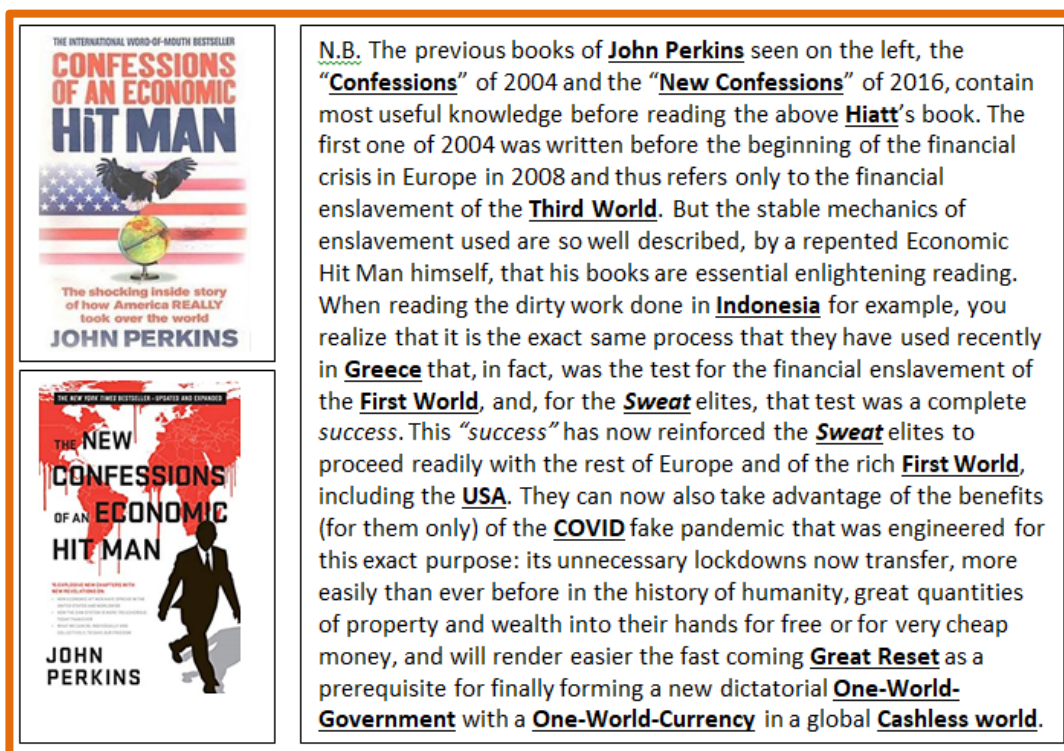 THE INTERNATIONAL WORD-OF-MOUTH BESTSELLER
CONFESSIONS
OF AN ECONOMIC
HiT MAN
The shocking inside story
of how America REALLY
took over the world
JOHN PERKINS
THE NEW YORK TIMES BESTSELLER—UPDATED AND EXPANDED
THE NEW
CONFESSIONS
OF AN ECONOMIC
HIT MAN
15 EXPLOSIVE NEW CHAPTERS WITH
NEW REVELATIONS ON:
JOHN
PERKINS
N.B. The previous books of John Perkins seen on the left, the
“Confessions” of 2004 and the “New Confessions” of 2016, contain
most useful knowledge before reading the above Hiatt’s book. The
first one of 2004 was written before the beginning of the financial
crisis in Europe in 2008 and thus refers only to the financial
enslavement of the Third World. But the stable mechanics of
enslavement used are so well described, by a repented Economic
Hit Man himself, that his books are essential enlightening reading.
When reading the dirty work done in Indonesia for example, you
realize that it is the exact same process that they have used recently
in Greece that, in fact, was the test for the financial enslavement of
the First World, and, for the Sweat elites, that test was a complete
success. This “success” has now reinforced the Sweat elites to
proceed readily with the rest of Europe and of the rich First World,
including the USA. They can now also take advantage of the benefits
(for them only) of the COVID fake pandemic that was engineered for
this exact purpose: its unnecessary lockdowns now transfer, more
easily than ever before in the history of humanity, great quantities
of property and wealth into their hands for free or for very cheap
money, and will render easier the fast coming Great Reset as a
prerequisite for finally forming a new dictatorial One-World-
Government with a One-World-Currency in a global Cashless world.